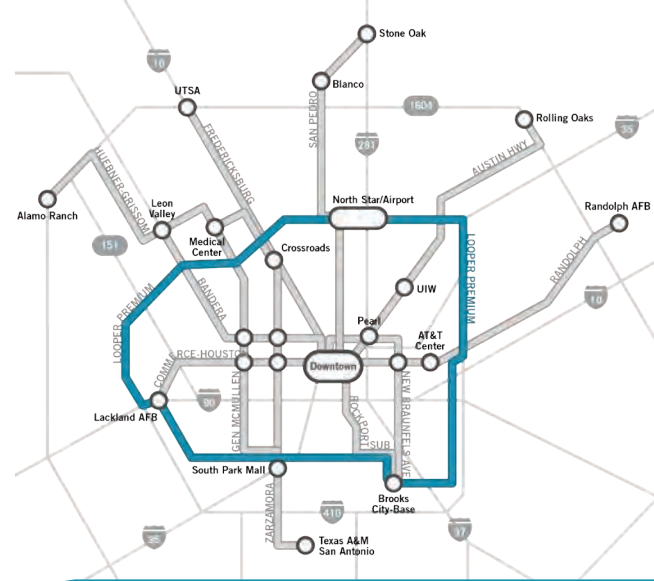 Stone Oak
10
Blanco
UTSA
1604
SAN PEDRO
Rolling Oaks
35
FREDERICKSBURG
281
AUSTIN HWY
HUEBNER-GRISSOM
Leon
Valley
North Star/Airport
Randolph AFB
Alamo Ranch
151
Medical
Center
Crossroads
LOOPER PREMIUM
RANDOLPH
BANDERA
UIW
10
LOOPER PREMIUM
Pearl
AT&T
Center
COMMERCE-HOUSTON
Downtown
90
Lackland AFB
GEN MCMULLEN
ROCKPORT
SUB
NEW BRAUNFELS AVE
South Park Mall
Brooks
City-Base
ZARZAMORA
410
37
35
Texas A&M
San Antonio